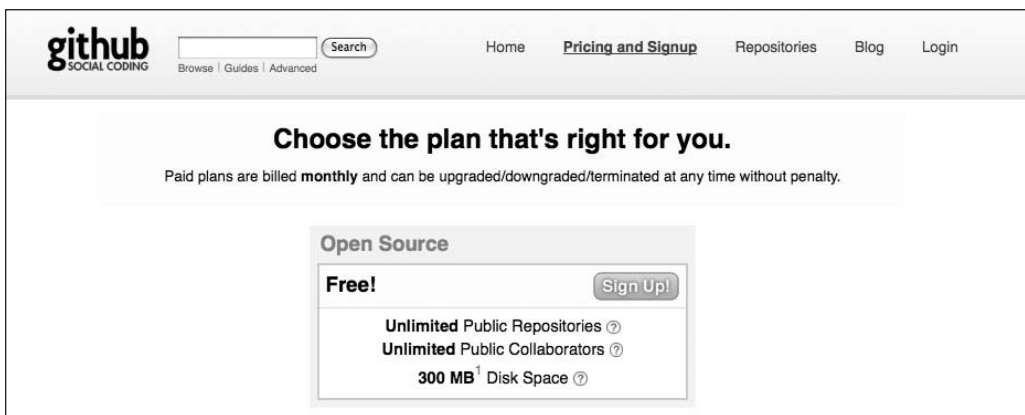 github
SOCIAL CODING
Search
Browse | Guides | Advanced
Home Pricing and Signup Repositories Blog Login
Choose the plan that's right for you.
Paid plans are billed monthly and can be upgraded/downgraded/terminated at any time without penalty.
Open Source
Free! Sign Up!
Unlimited Public Repositories ?
Unlimited Public Collaborators ?
300 MB¹ Disk Space ?